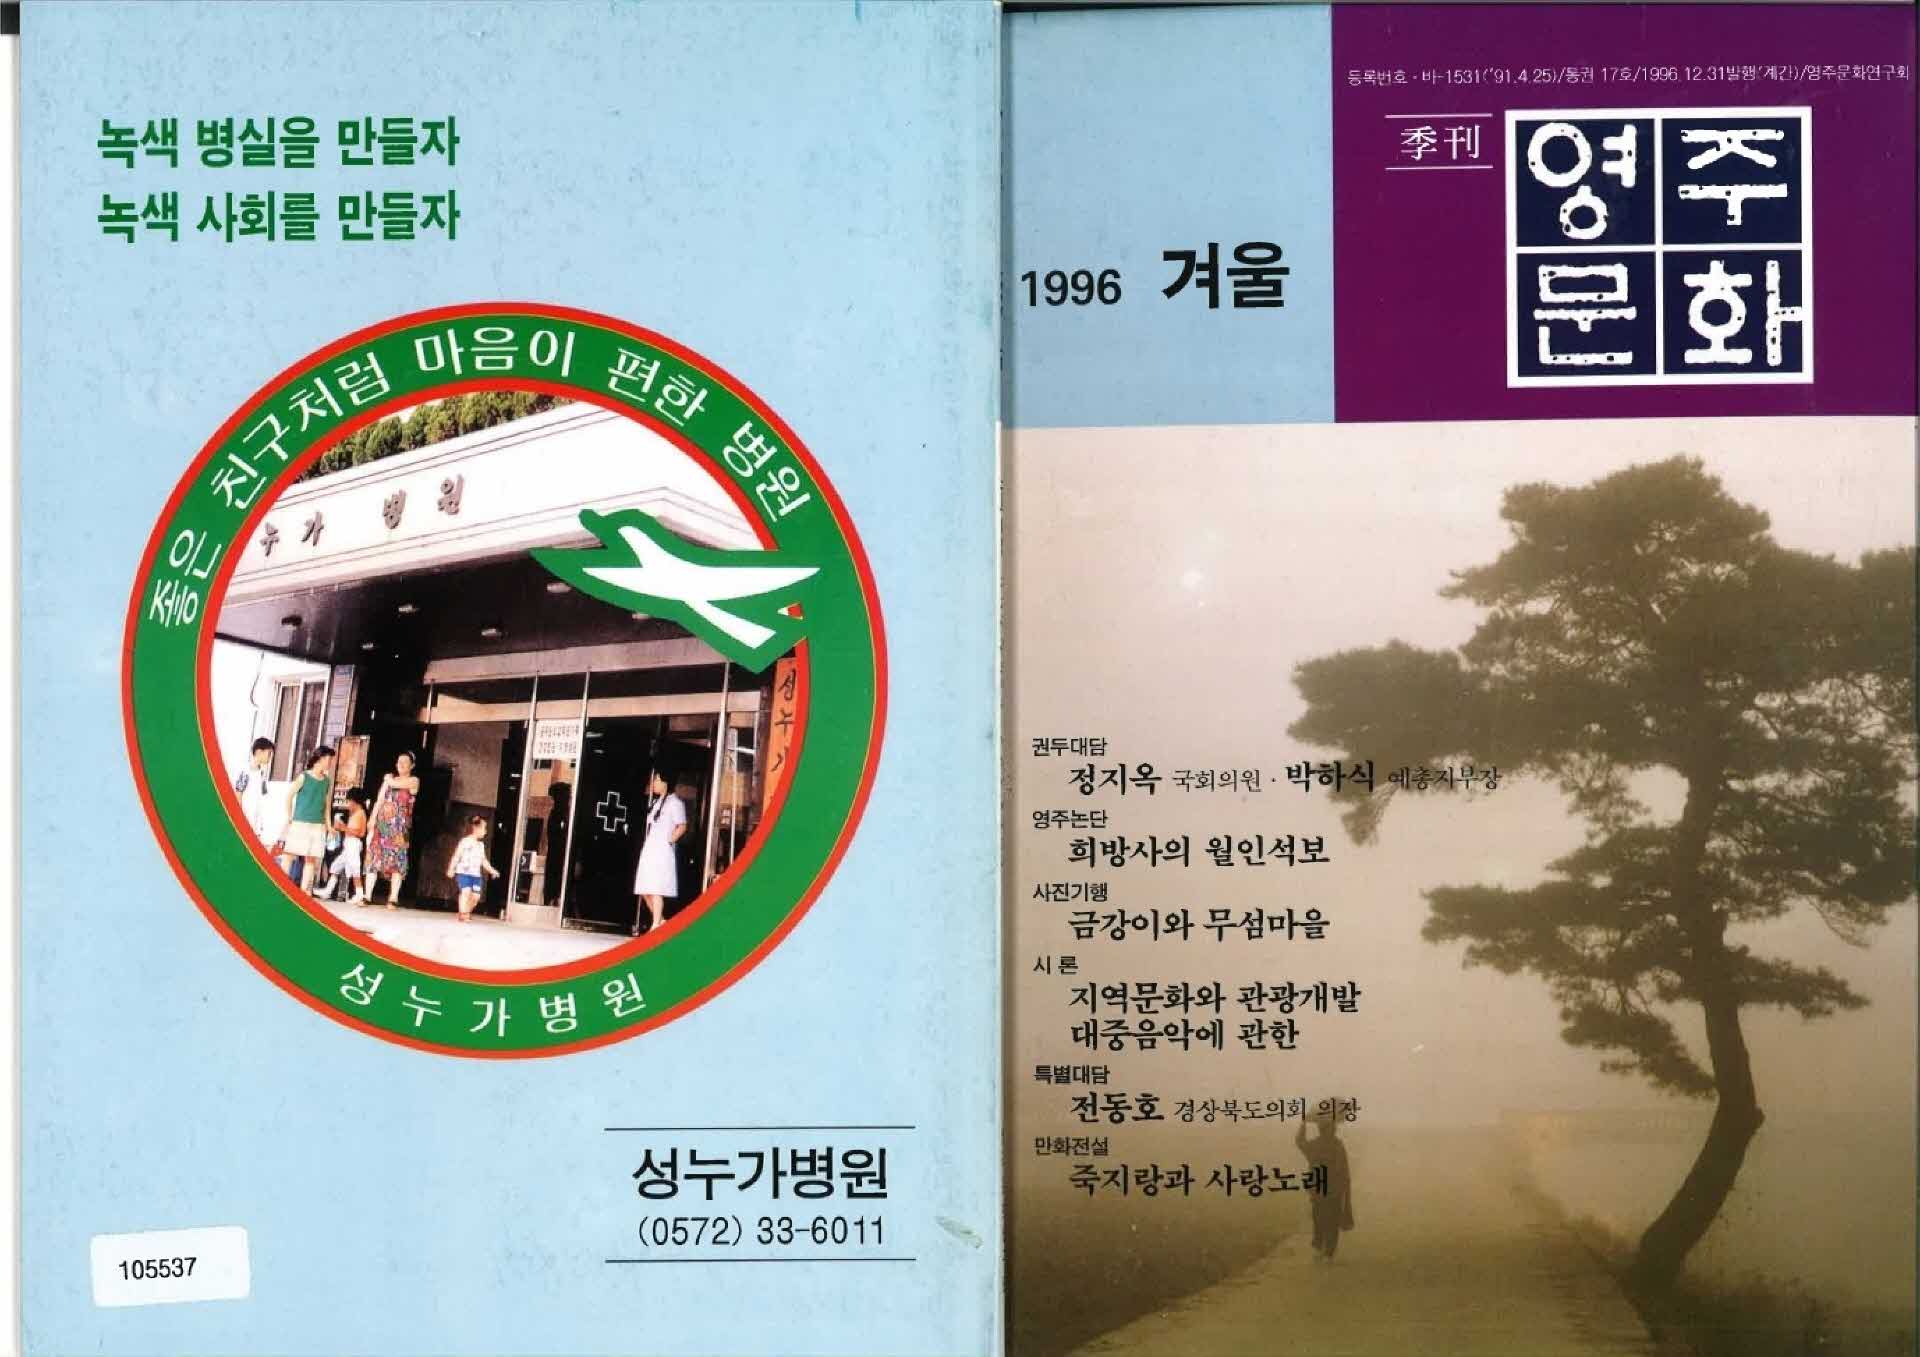 녹색 병실을 만들자
녹색 사회를 만들자
좋은 친구처럼 마음이 편한 병원
누가 병원
성누가
성누가병원
성누가병원
(0572) 33-6011
105537
등록번호·바-1531('91.4.25)/통권 17호/1996.12.31발행(계간)/영주문화연구회
季刊
영주
문화
1996 겨울
권두대담
정지옥 국회의원 · 박하식 예총지부장
영주논단
희방사의 월인석보
사진기행
금강이와 무섬마을
시 론
지역문화와 관광개발
대중음악에 관한
특별대담
전동호 경상북도의회 의장
만화전설
죽지랑과 사랑노래